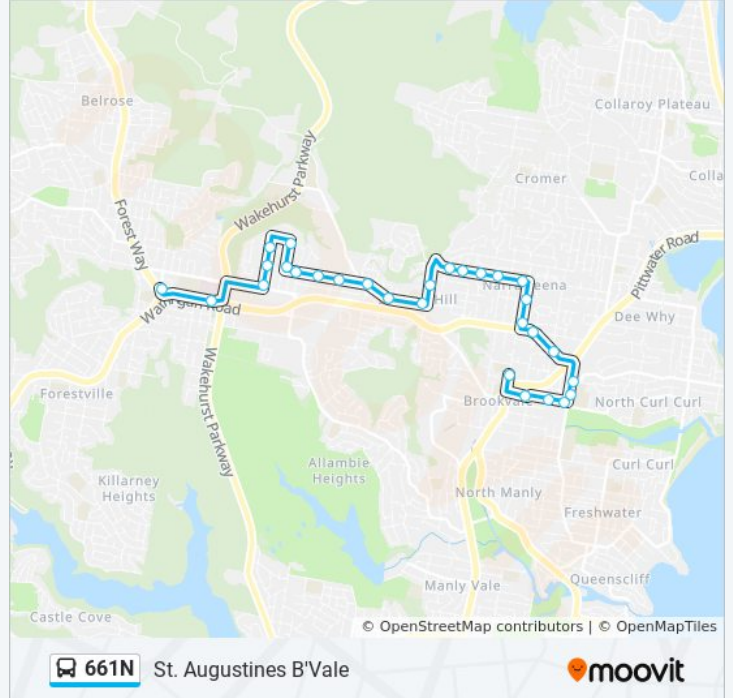 Belrose
Collaroy Plateau
Wakehurst Parkway
Cromer
Colla
Forest Way
Pittwater Road
Narraweena
Hill
Dee Why
Wakehurst Parkway
Forestville
Brookvale
North Curl Curl
Allambie
Heights
Curl Curl
Killarney
Heights
North Manly
Freshwater
Manly Vale
Queenscliff
Castle Cove
© OpenStreetMap contributors | © OpenMapTiles
661N St. Augustines B'Vale
moovit